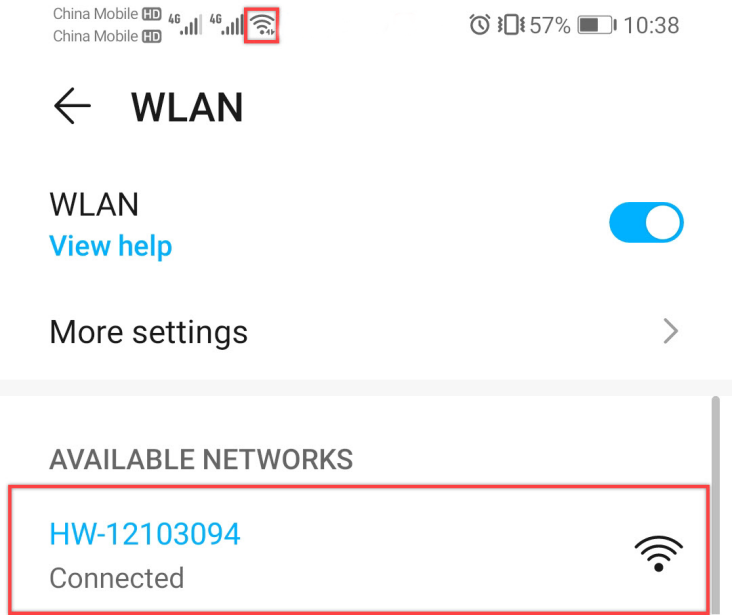 China Mobile HD 4G 4G 57% 10:38
China Mobile HD
WLAN
WLAN
View help
More settings
AVAILABLE NETWORKS
HW-12103094
Connected